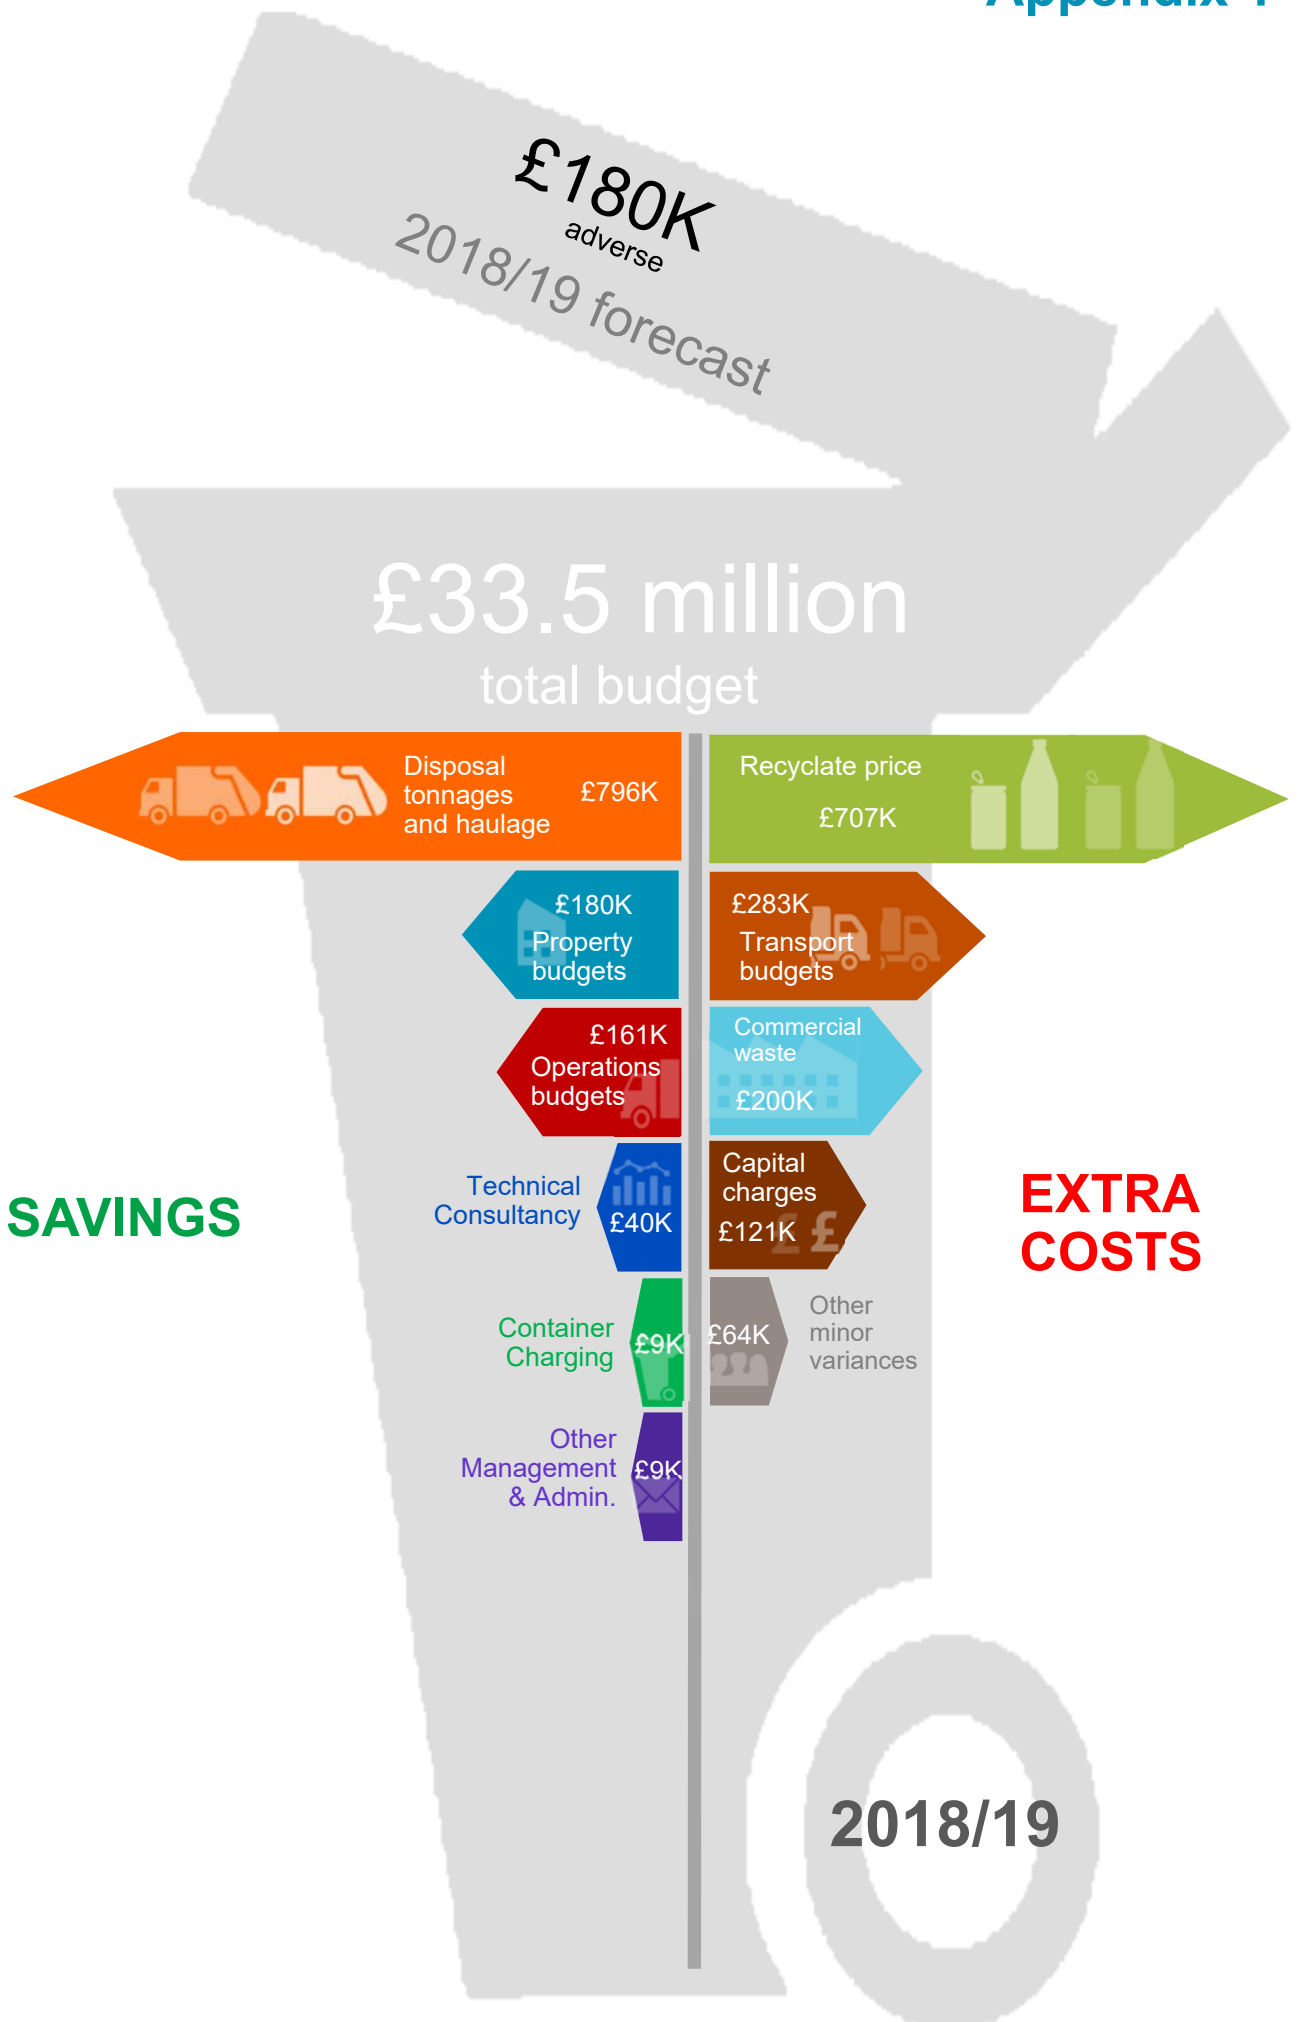 £180K
adverse
2018/19 forecast
£33.5 million
total budget
Disposal
tonnages
and haulage
£796K
Recyclate price
£707K
£180K
Property
budgets
£283K
Transport
budgets
£161K
Operations
budgets
Commercial
waste
£200K
Technical
Consultancy
£40K
Capital
charges
£121K
££
SAVINGS
EXTRA
COSTS
Container
Charging
£9K
£64K
Other
minor
variances
Other
Management
& Admin.
£9K
2018/19